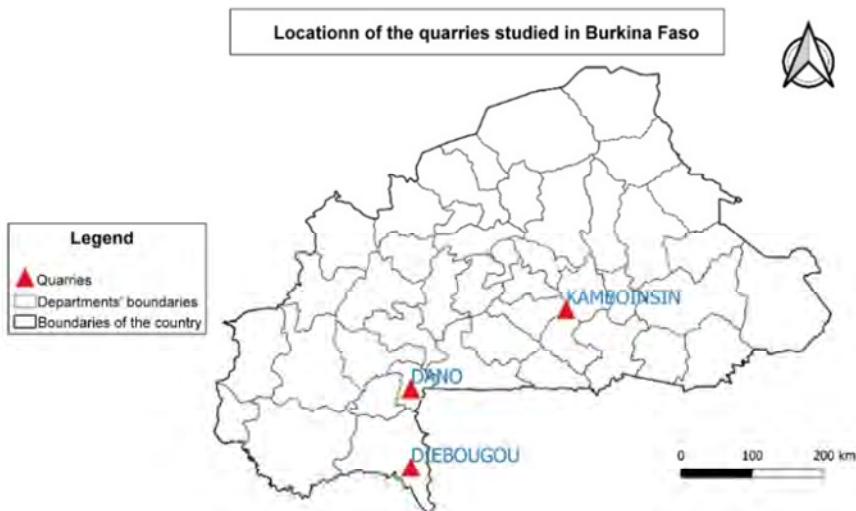 Locationn of the quarries studied in Burkina Faso
Legend
Quarries
Departments' boundaries
Boundaries of the country
KAMBOINSIN
DANO
DIEBOUGOU
0 100 200 km